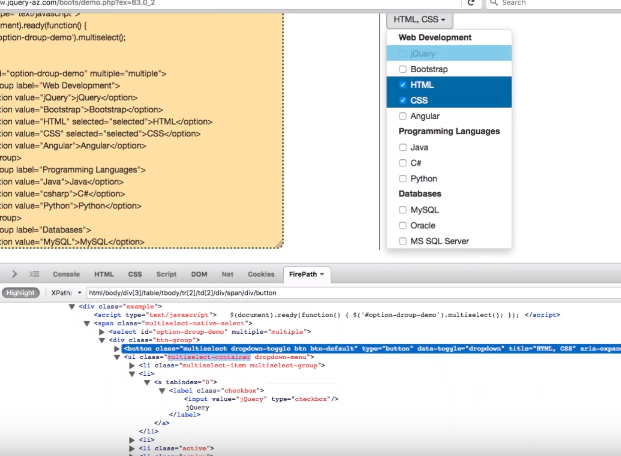 w.jquery-az.com/boots/demo.php?ex=63.0_2
Search
pe="text/javascript">
ment).ready(function() {
option-droup-demo').multiselect();
d="option-droup-demo" multiple="multiple">
oup label="Web Development">
tion value="jQuery">jQuery</option>
tion value="Bootstrap">Bootstrap</option>
tion value="HTML" selected="selected">HTML</option>
tion value="CSS" selected="selected">CSS</option>
tion value="Angular">Angular</option>
roup>
oup label="Programming Languages">
tion value="Java">Java</option>
tion value="csharp">C#</option>
tion value="Python">Python</option>
roup>
oup label="Databases">
tion value="MySQL">MySQL</option>
HTML, CSS
Web Development
jQuery
Bootstrap
HTML
CSS
Angular
Programming Languages
Java
C#
Python
Databases
MySQL
Oracle
MS SQL Server
Console HTML CSS Script DOM Net Cookies FirePath
Highlight XPath: html/body/div[3]/table/tbody/tr[2]/td[2]/div/span/div/button
<div class="example">
<script type="text/javascript"> $(document).ready(function() { $('#option-droup-demo').multiselect(); }); </script>
<span class="multiselect-native-select">
<select id="option-droup-demo" multiple="multiple">
<div class="btn-group">
<button class="multiselect dropdown-toggle btn btn-default" type="button" data-toggle="dropdown" title="HTML, CSS" aria-expand
<ul class="multiselect-container dropdown-menu">
<li class="multiselect-item multiselect-group">
<li>
<a tabindex="0">
<label class="checkbox">
<input value="jQuery" type="checkbox"/>
jQuery
</label>
</a>
</li>
<li>
<li class="active">